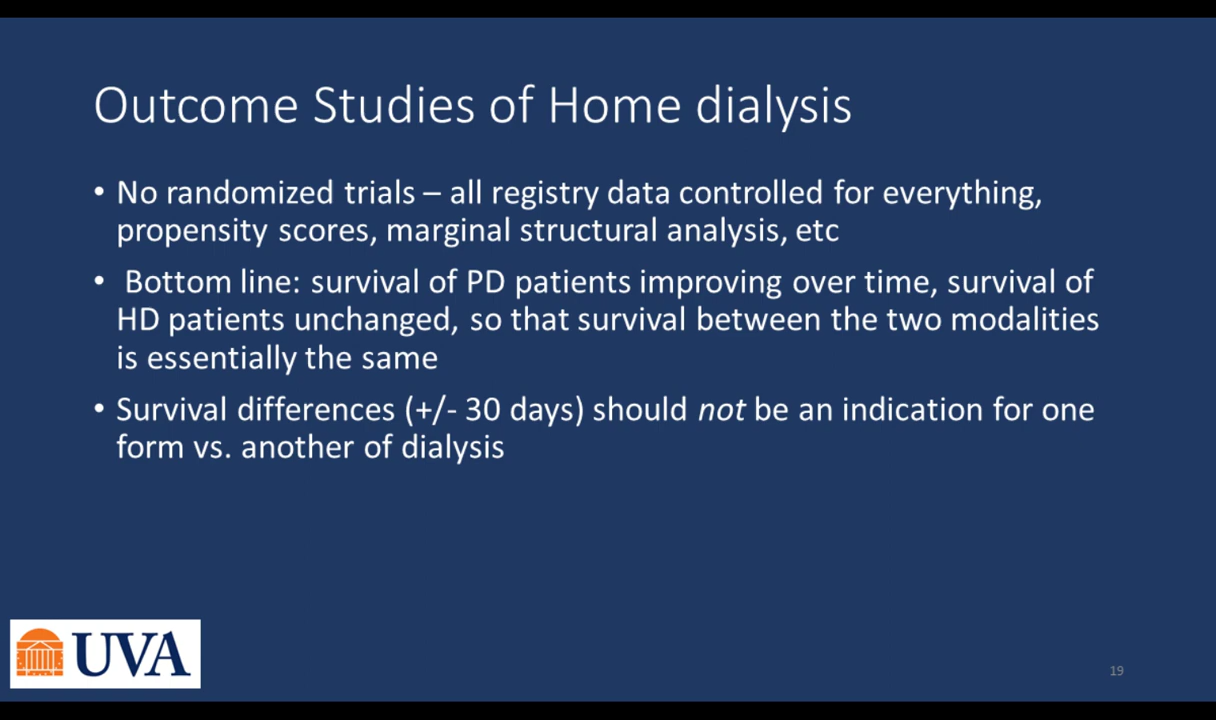 Outcome Studies of Home dialysis
• No randomized trials – all registry data controlled for everything,
propensity scores, marginal structural analysis, etc
• Bottom line: survival of PD patients improving over time, survival of
HD patients unchanged, so that survival between the two modalities
is essentially the same
• Survival differences (+/- 30 days) should not be an indication for one
form vs. another of dialysis
UVA
19